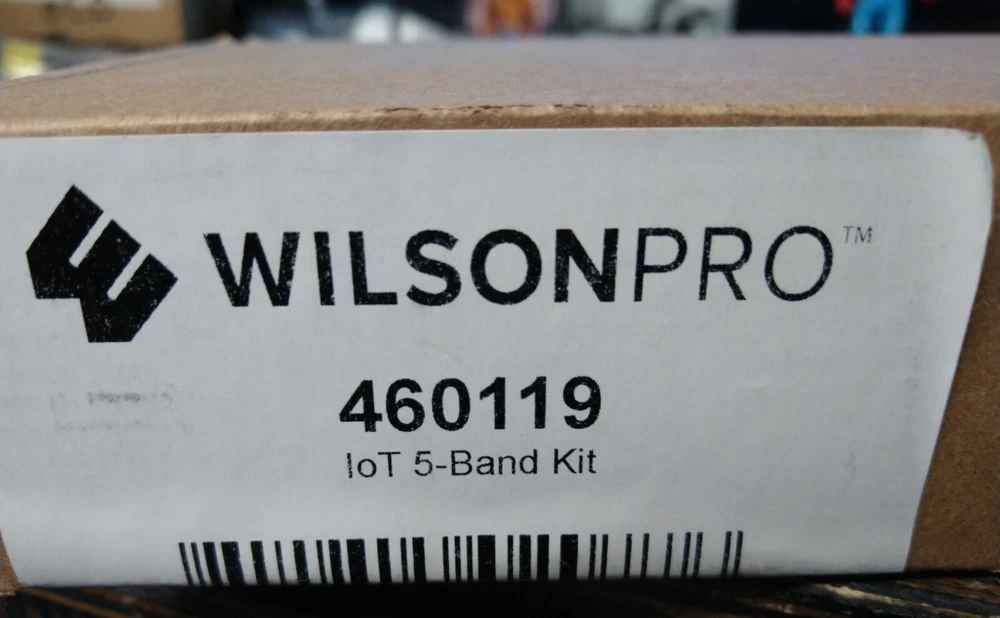 WILSONPRO™
460119
IoT 5-Band Kit